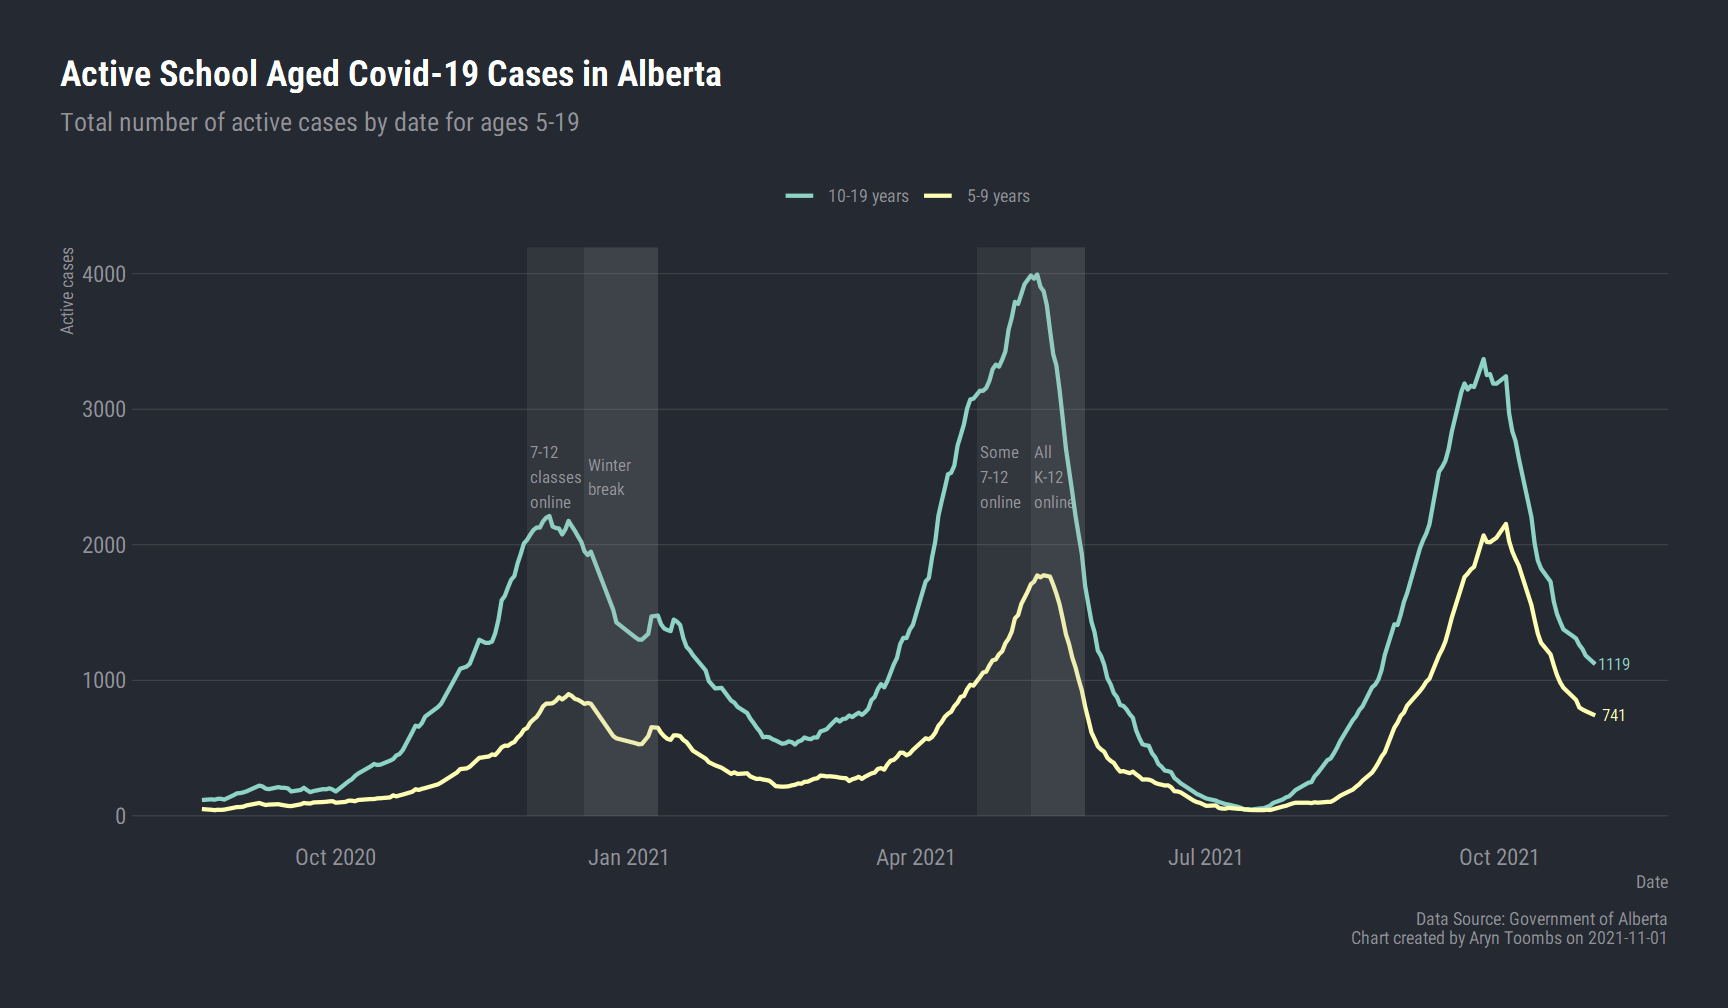 Active School Aged Covid-19 Cases in Alberta
Total number of active cases by date for ages 5-19
10-19 years 5-9 years
Active cases
4000
3000
2000
1000
0
7-12
classes
online
Winter
break
Some
7-12
online
All
K-12
online
1119
741
Oct 2020 Jan 2021 Apr 2021 Jul 2021 Oct 2021
Date
Data Source: Government of Alberta
Chart created by Aryn Toombs on 2021-11-01